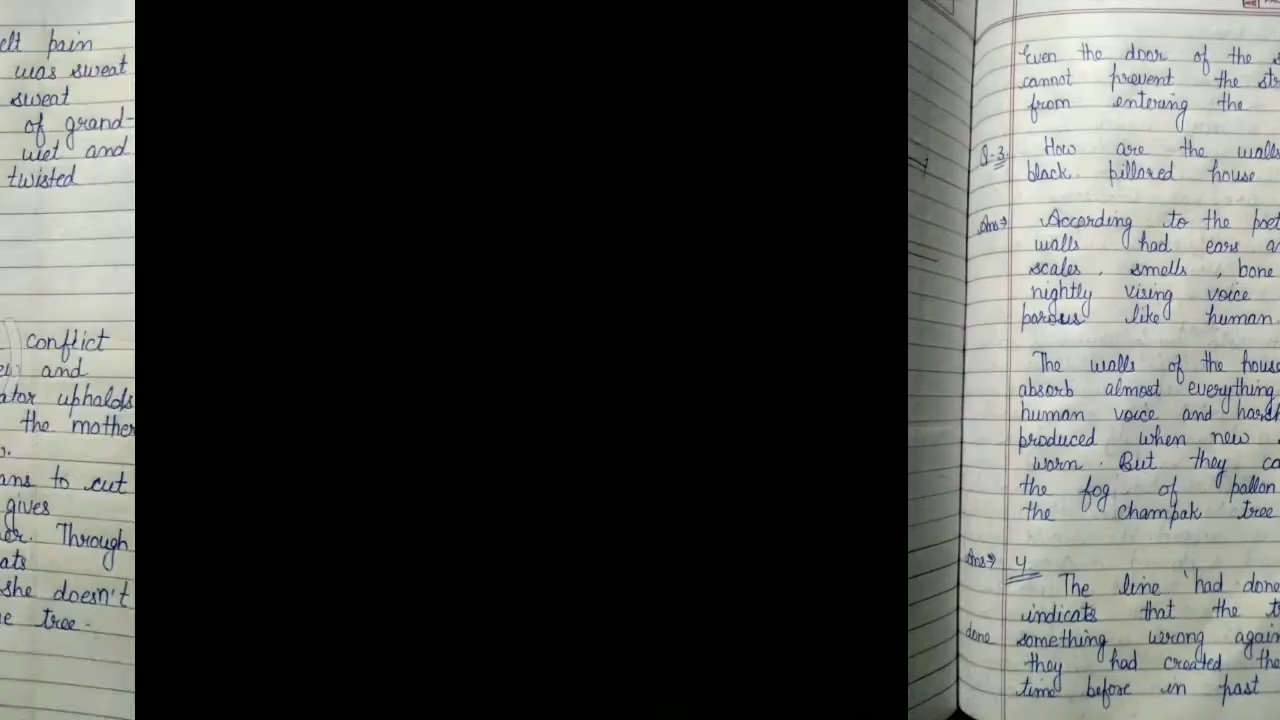 elt pain
was sweat
sweat
of grand-
wet and
twisted
conflict
and
ator upholds
the mother
ans to cut
gives
er. Through
ats
she doesn't
e tree.
Even the door of the s
cannot prevent the str
from entering the
Q-3 How are the walls
black pillared house
Ans→ According to the poet
walls had ears a
scales, smells, bone
nightly vising voice
porous like human
The walls of the house
absorb almost everything
human voice and harsh
produced when new
worn. But they ca
the fog of pollan
the champak tree
Ans→ 4.
The line 'had done
indicates that the t
done something wrong again
they had created the
time before in past